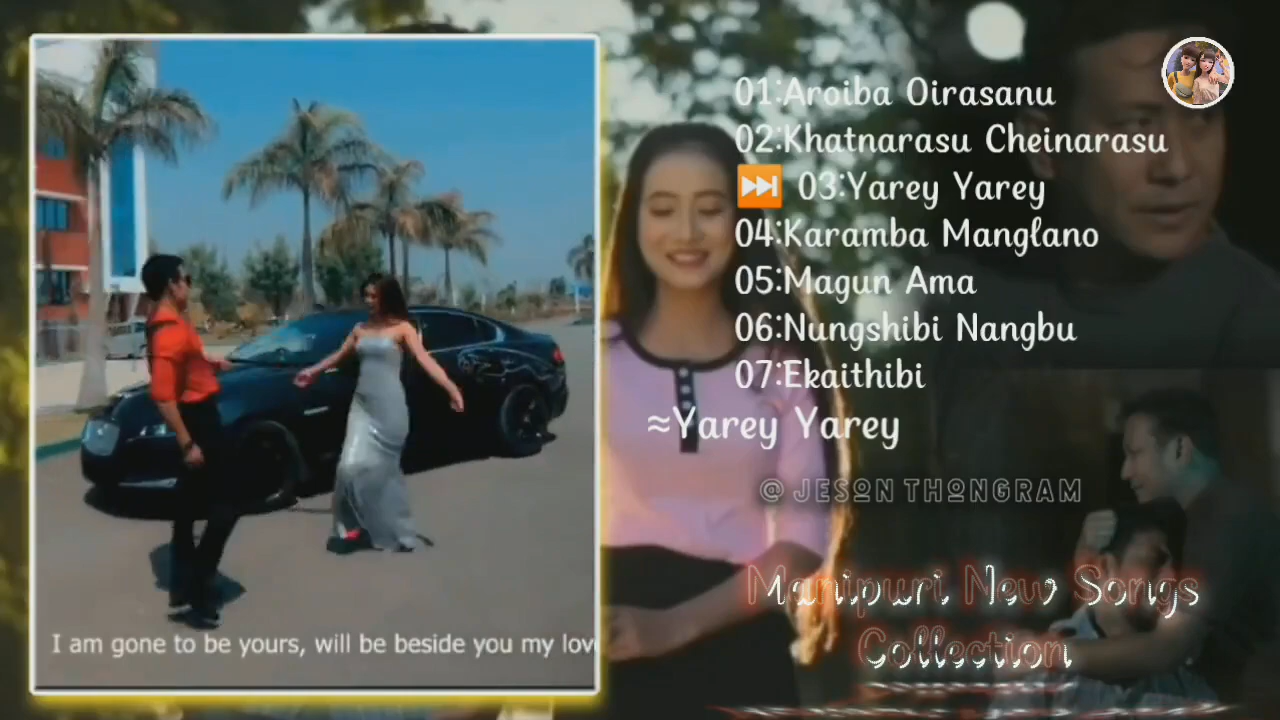 01:Aroiba Oirasanu
02:Khatnarasu Cheinarasu
⏭ 03:Yarey Yarey
04:Karamba Manglano
05:Magun Ama
06:Nungshibi Nangbu
07:Ekaithibi
≈Yarey Yarey
@ JESON THONGRAM
Manipuri New Songs
Collection
I am gone to be yours, will be beside you my love